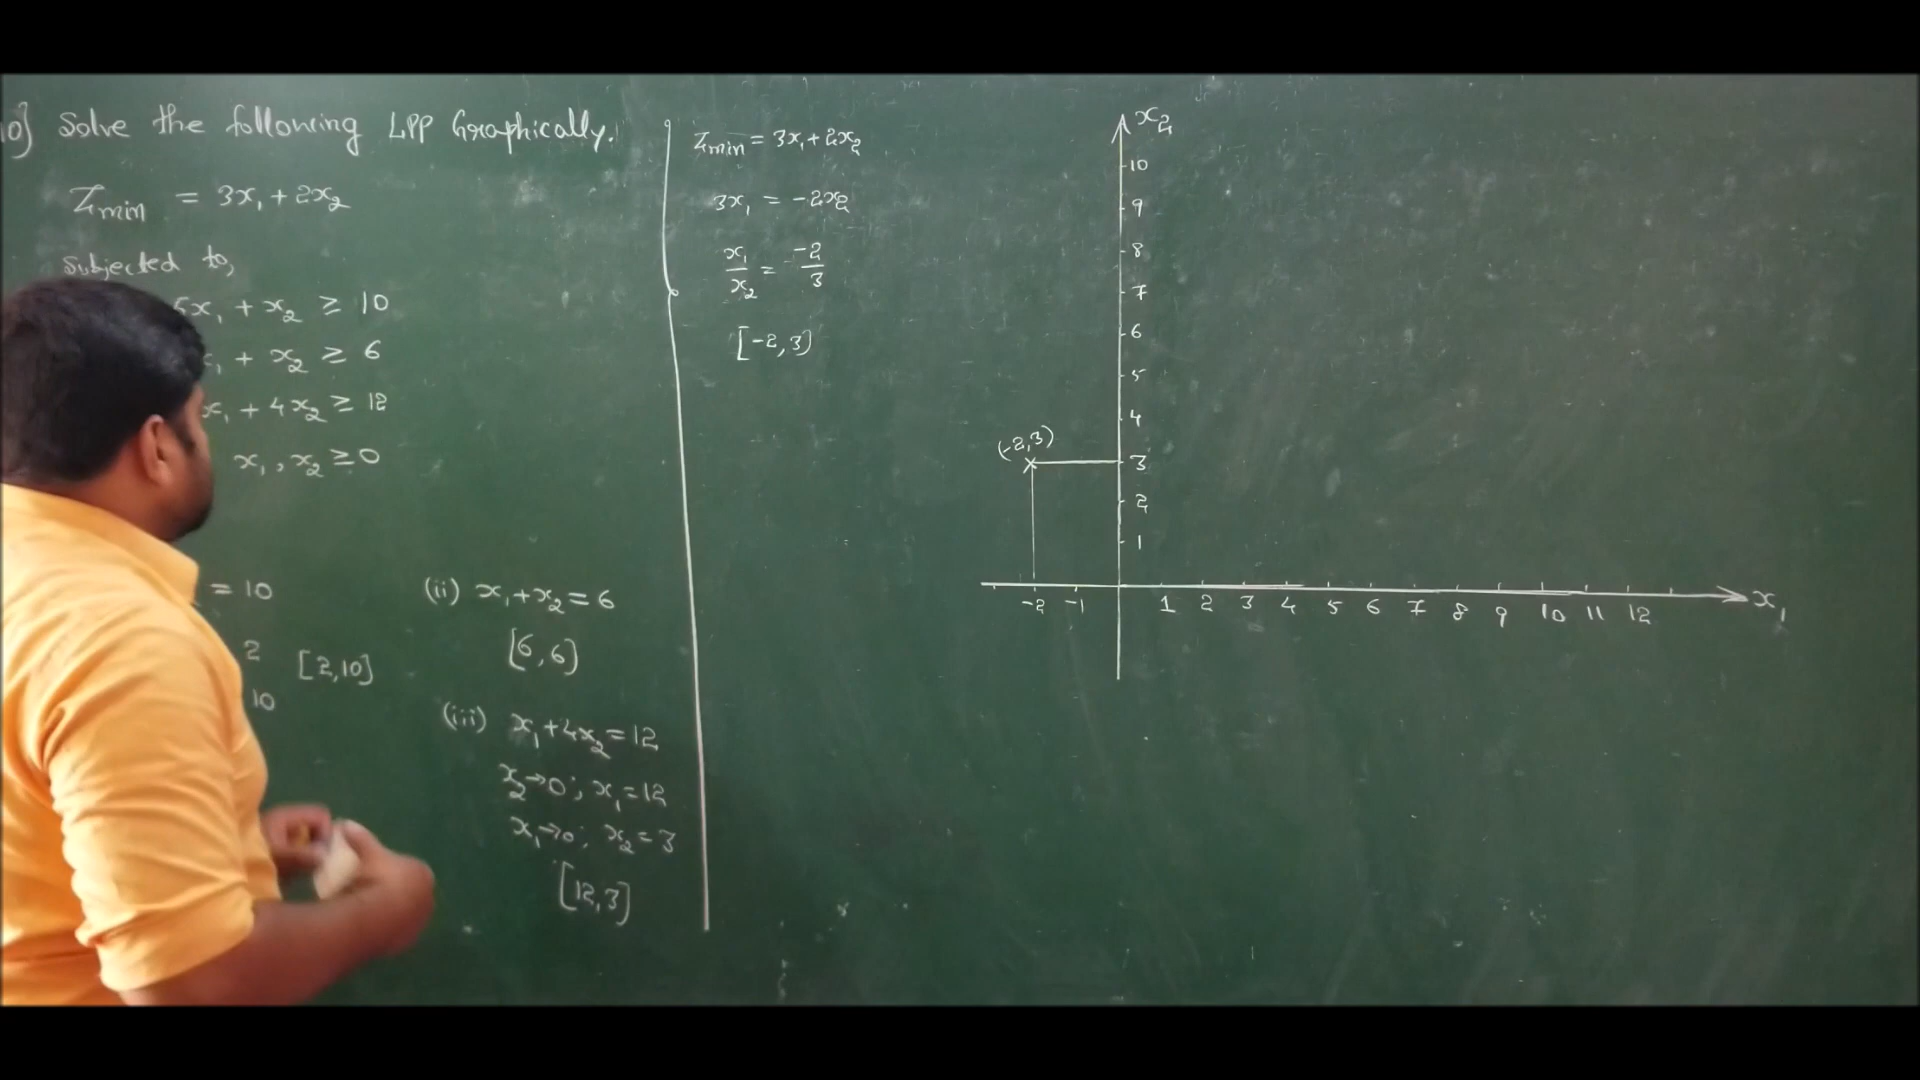 10] Solve the following LPP Graphically.
Zmin = 3x₁ + 2x₂
Subjected to,
5x₁ + x₂ ≥ 10
x₁ + x₂ ≥ 6
x₁ + 4x₂ ≥ 12
x₁, x₂ ≥ 0
= 10
2
[2,10]
10
(ii) x₁ + x₂ = 6
[6,6]
(iii) x₁ + 4x₂ = 12
x₂→0; x₁ = 12
x₁→0; x₂ = 3
[12,3]
Zmin = 3x₁ + 2x₂
3x₁ = -2x₂
x₁/x₂ = -2/3
[-2,3]
x₂
10
9
8
7
6
5
4
(-2,3)
3
2
1
-2 -1 1 2 3 4 5 6 7 8 9 10 11 12 x₁